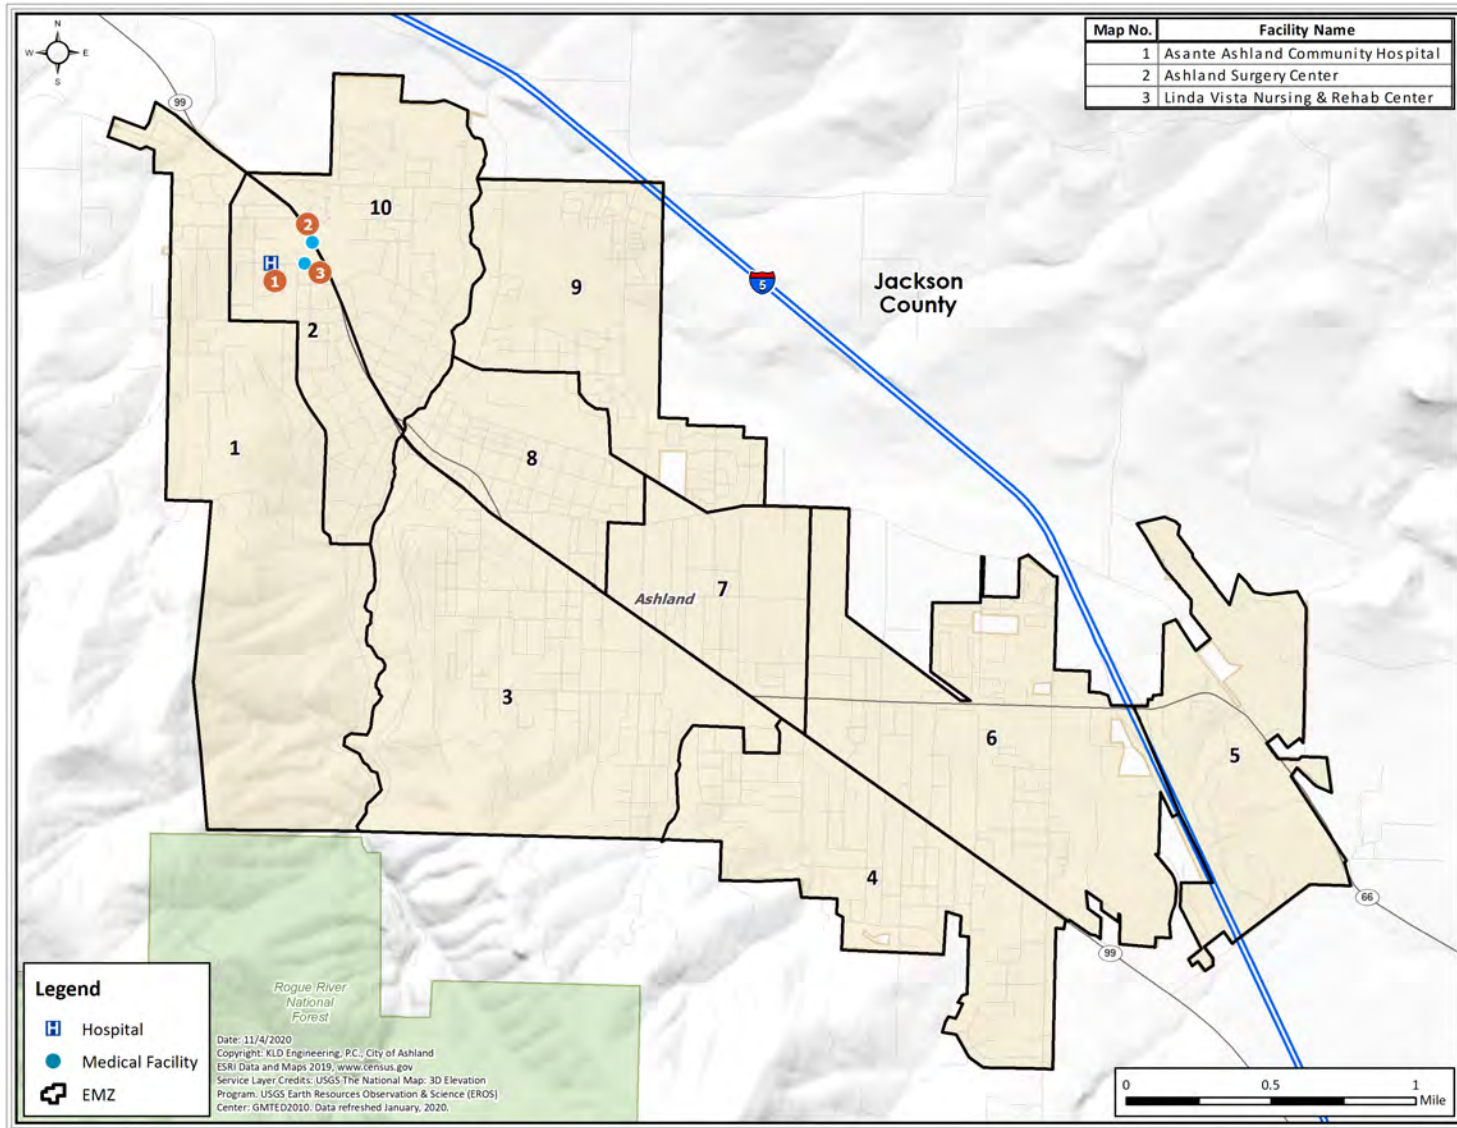 Map No. Facility Name
1 Asante Ashland Community Hospital
2 Ashland Surgery Center
3 Linda Vista Nursing & Rehab Center
N
W E
S
99
10
2
9
H
1
3
5
Jackson
County
2
1
8
7
Ashland
3
6
5
4
66
99
Rogue River
National
Forest
Legend
H Hospital
Medical Facility
EMZ
Date: 11/4/2020
Copyright: KLD Engineering, P.C., City of Ashland
ESRI Data and Maps 2019, www.census.gov
Service Layer Credits: USGS The National Map: 3D Elevation
Program. USGS Earth Resources Observation & Science (EROS)
Center: GMTED2010. Data refreshed January, 2020.
0 0.5 1
Mile